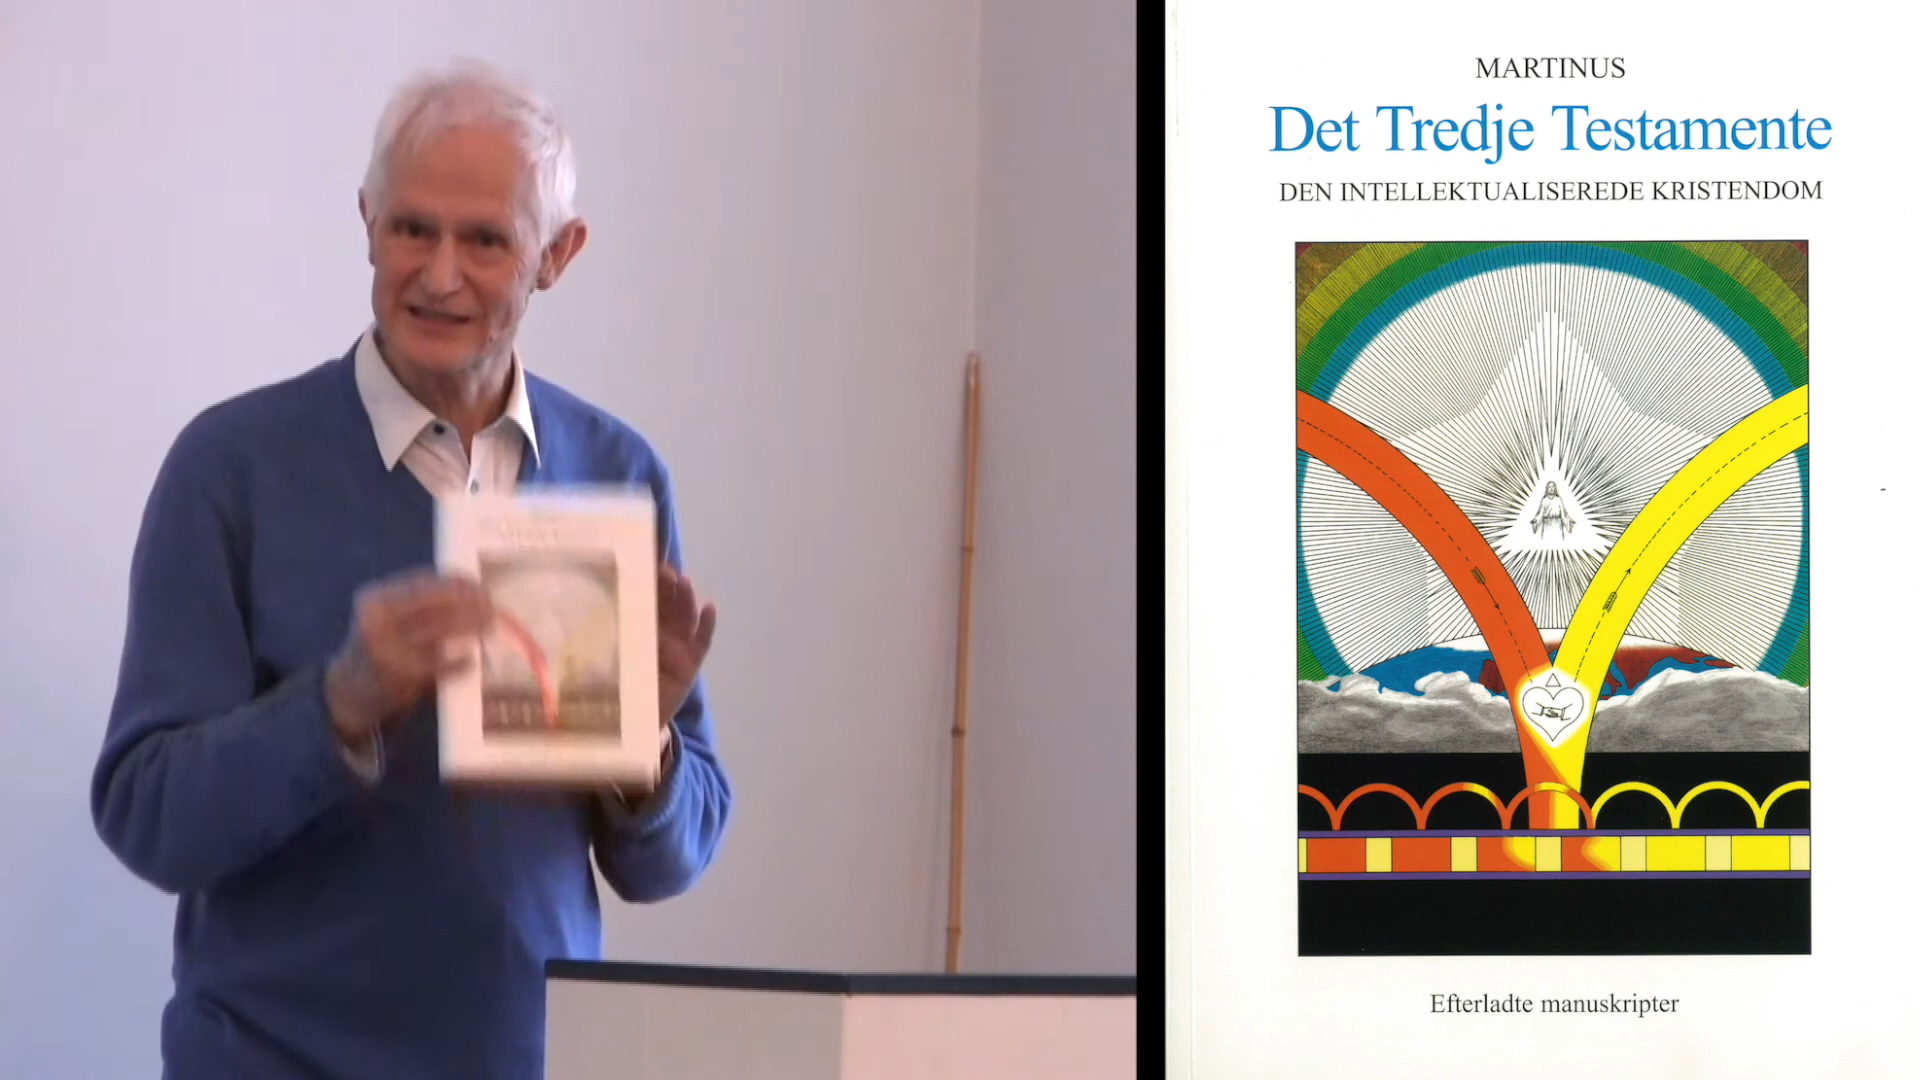 MARTINUS
Det Tredje Testamente
DEN INTELLEKTUALISEREDE KRISTENDOM
Efterladte manuskripter